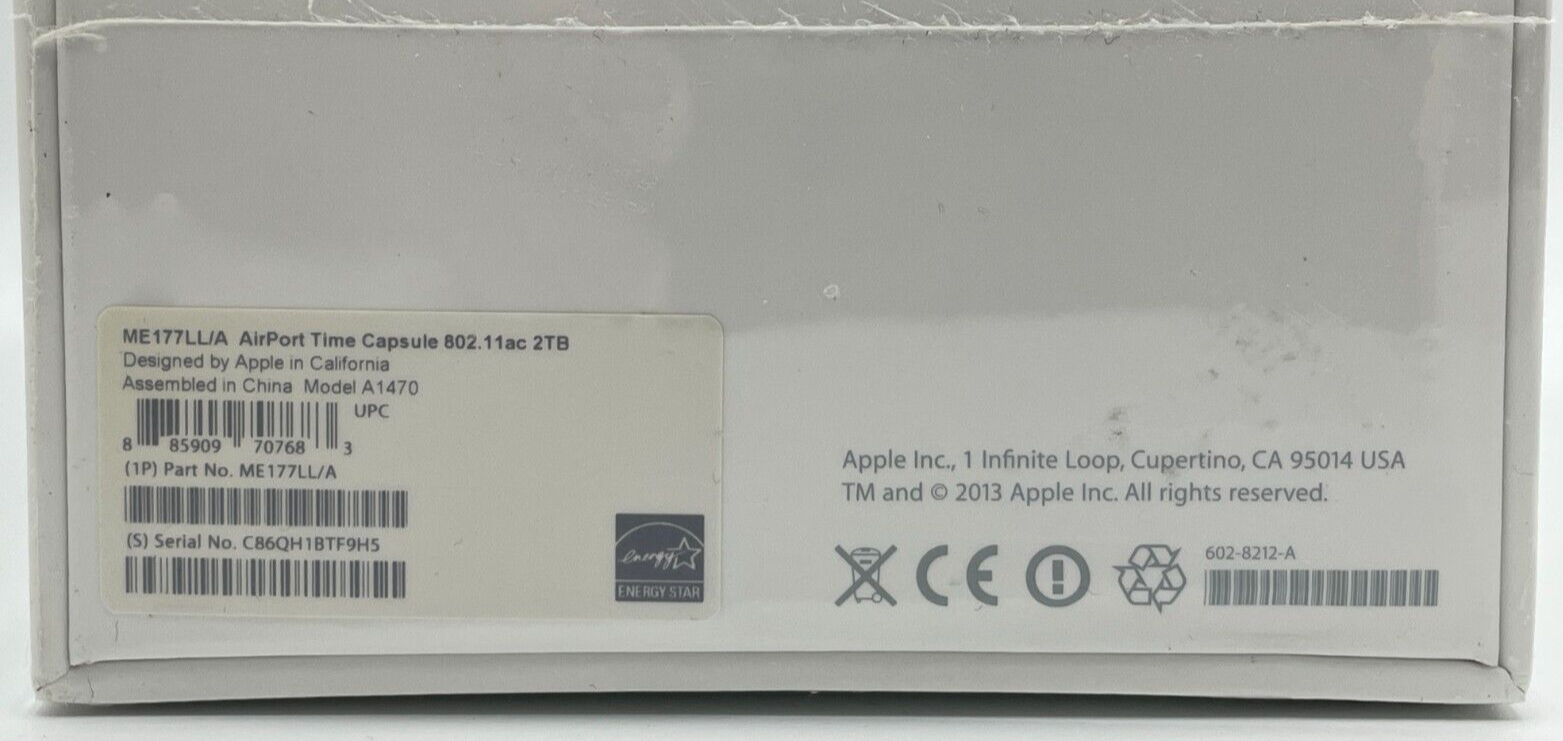 ME177LL/A AirPort Time Capsule 802.11ac 2TB
Designed by Apple in California
Assembled in China Model A1470
UPC
8 85909 70768 3
(1P) Part No. ME177LL/A
(S) Serial No. C86QH1BTF9H5
energy
ENERGY STAR
Apple Inc., 1 Infinite Loop, Cupertino, CA 95014 USA
TM and © 2013 Apple Inc. All rights reserved.
CE
602-8212-A